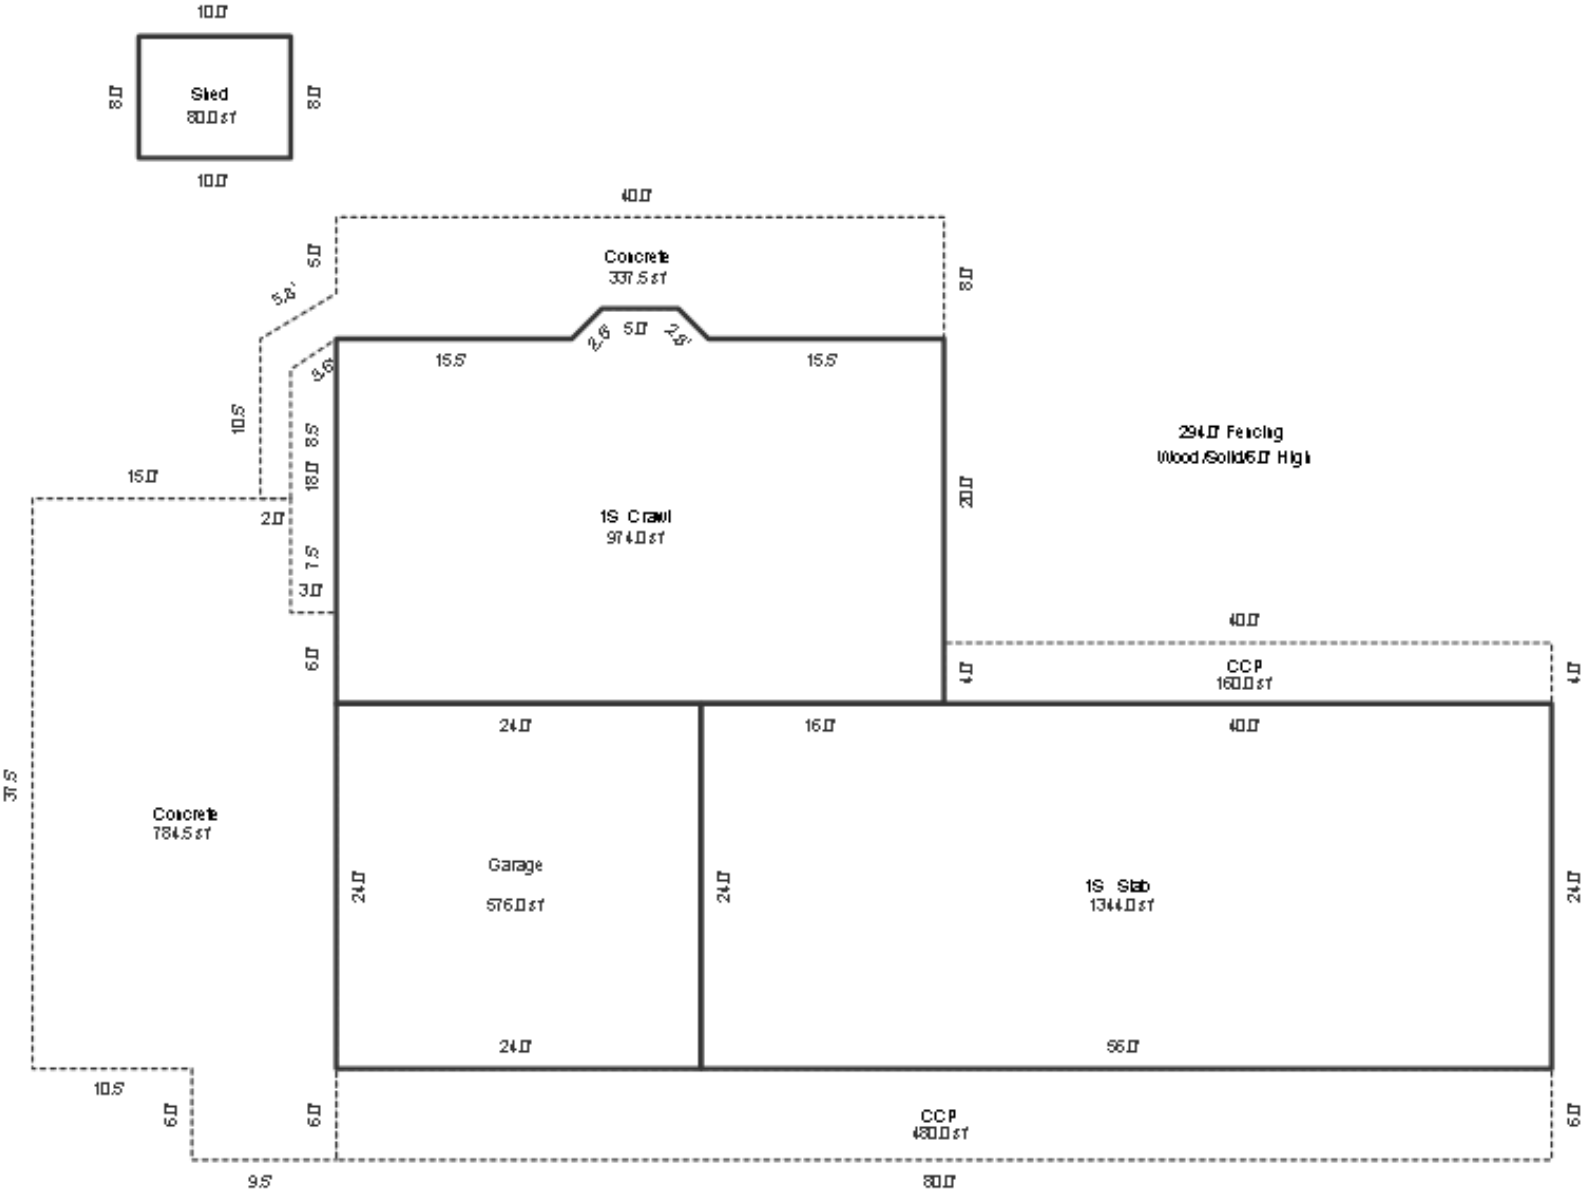 10.0'
8.0'
Shed
80.0 sf
8.0'
10.0'
40.0'
5.0'
Concrete
337.5 sf
8.0'
5.8'
2.8'
5.0'
2.8'
3.6'
15.5'
15.5'
10.5'
8.5'
294.0' Fencing
Wood/Solid/6.0' High
15.0'
18.0'
20.0'
2.0'
1S Crawl
974.0 sf
7.5'
3.0'
40.0'
6.0'
4.0'
CCP
160.0 sf
4.0'
24.0'
16.0'
40.0'
37.5'
Concrete
784.5 sf
Garage
576.0 sf
24.0'
24.0'
1S Slab
1344.0 sf
24.0'
24.0'
56.0'
10.5'
6.0'
6.0'
CCP
480.0 sf
6.0'
9.5'
80.0'